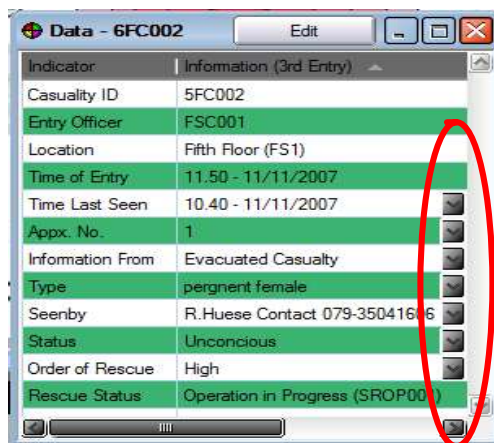 Data - 6FC002 Edit
Indicator Information (3rd Entry)
Casuality ID 5FC002
Entry Officer FSC001
Location Fifth Floor (FS1)
Time of Entry 11.50 - 11/11/2007
Time Last Seen 10.40 - 11/11/2007
Appx. No. 1
Information From Evacuated Casualty
Type pergnent female
Seenby R.Huese Contact 079-35041606
Status Unconcious
Order of Rescue High
Rescue Status Operation in Progress (SROP00